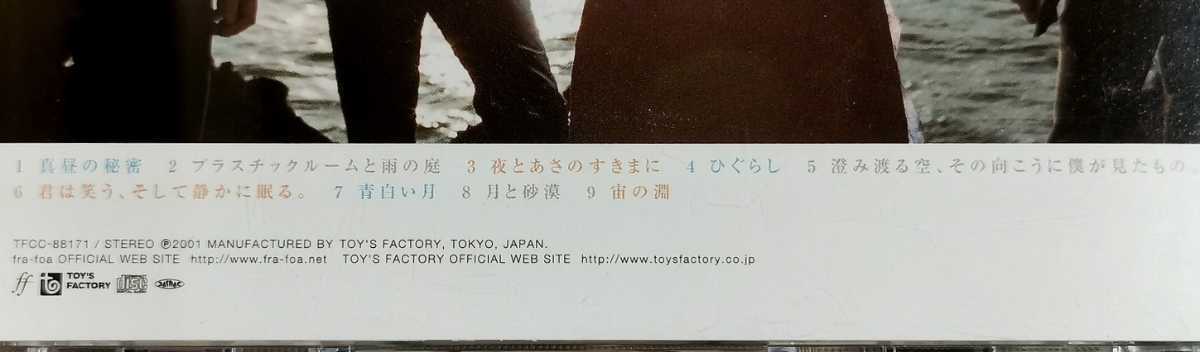 1 真昼の秘密 2 プラスチックルームと雨の庭 3 夜とあさのすきまに 4 ひぐらし 5 澄み渡る空、その向こうに僕が見たもの。
6 君は笑う、そして静かに眠る。 7 青白い月 8 月と砂漠 9 宙の淵
TFCC-88171 / STEREO Ⓟ2001 MANUFACTURED BY TOY'S FACTORY, TOKYO, JAPAN.
fra-foa OFFICIAL WEB SITE http://www.fra-foa.net TOY'S FACTORY OFFICIAL WEB SITE http://www.toysfactory.co.jp
ff TOY'S
FACTORY